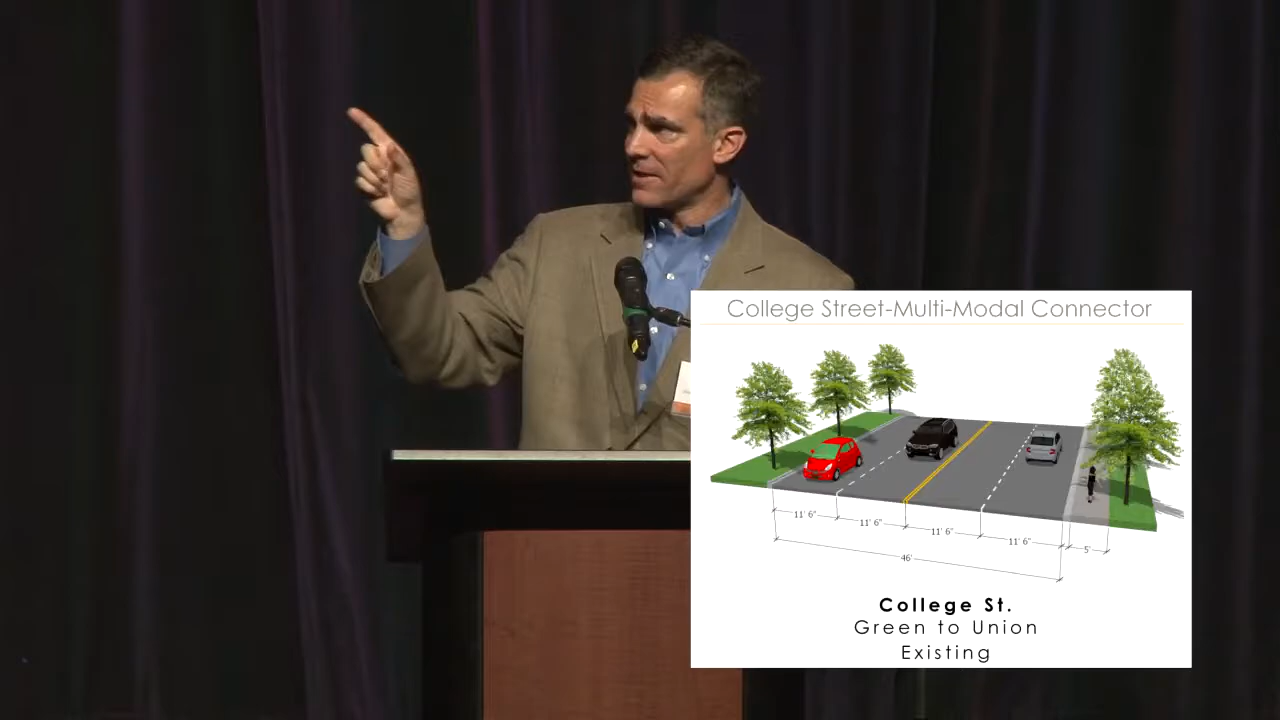 College Street-Multi-Modal Connector
11' 6"
11' 6"
11' 6"
11' 6"
5'
46'
College St.
Green to Union
Existing